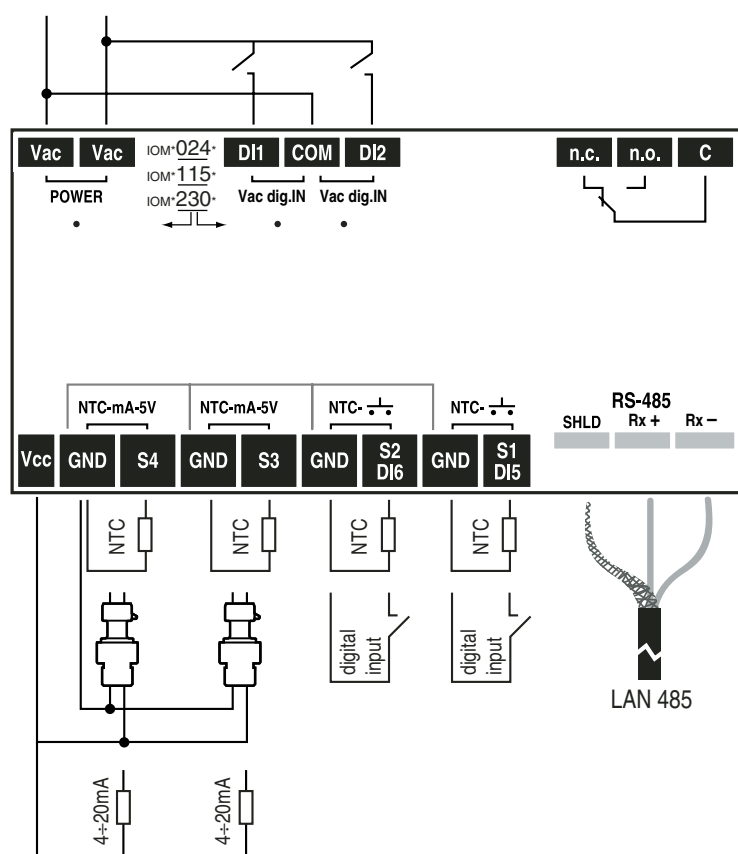 Vac Vac IOM*024* DI1 COM DI2 n.c. n.o. C
IOM*115*
POWER IOM*230* Vac dig.IN Vac dig.IN
NTC-mA-5V NTC-mA-5V NTC- NTC- RS-485
SHLD Rx + Rx –
Vcc GND S4 GND S3 GND S2 DI6 GND S1 DI5
NTC NTC NTC NTC
digital input
digital input
LAN 485
4÷20mA 4÷20mA